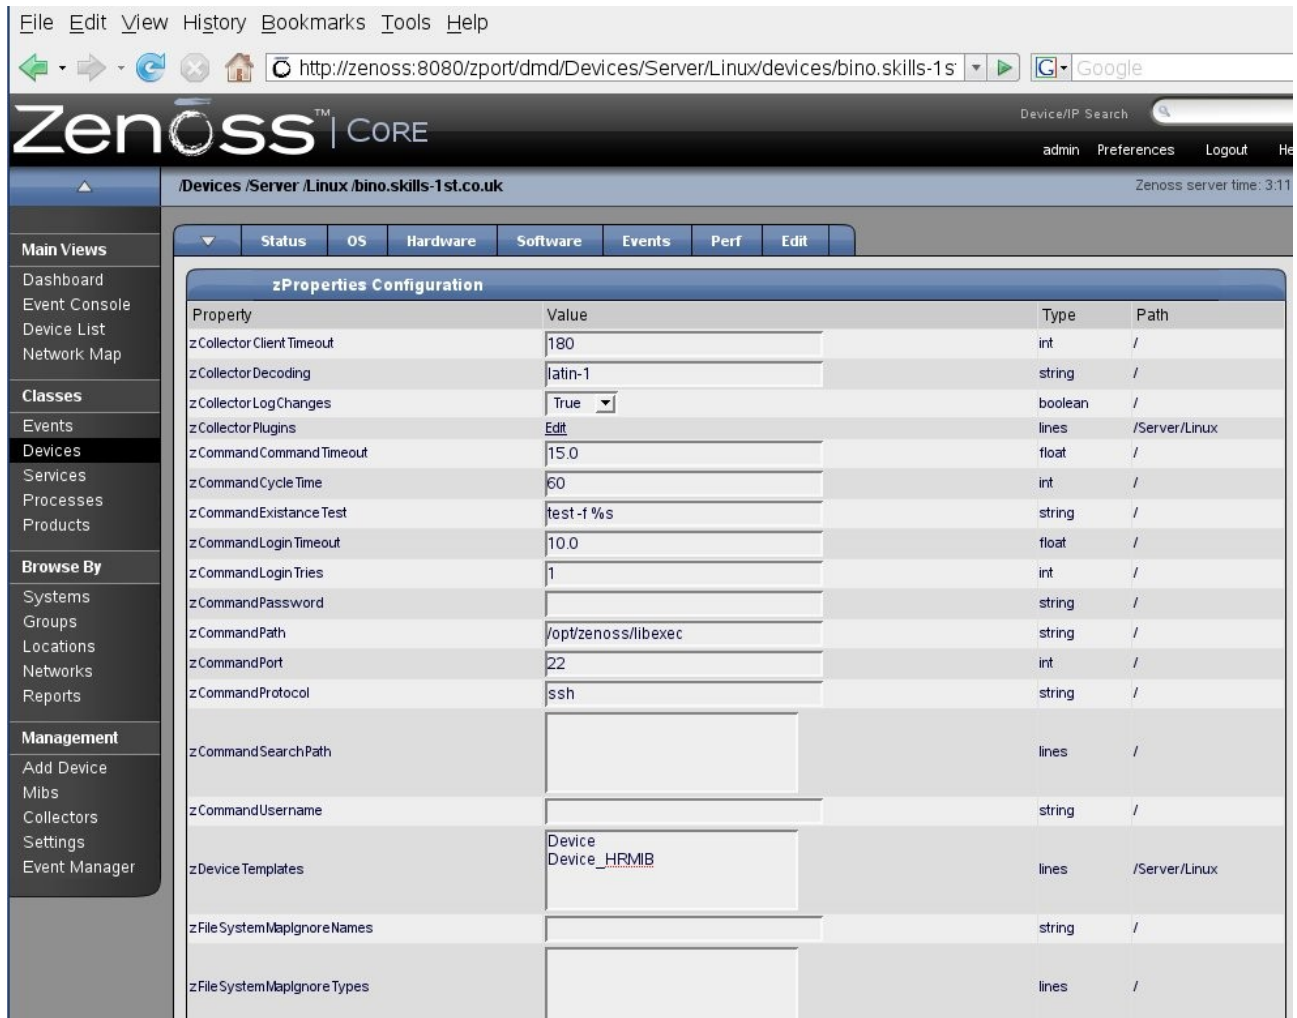 File Edit View History Bookmarks Tools Help
http://zenoss:8080/zport/dmd/Devices/Server/Linux/devices/bino.skills-1s
G Google
Zenoss™ | CORE
Device/IP Search
admin Preferences Logout He
/Devices /Server /Linux /bino.skills-1st.co.uk
Zenoss server time: 3:11
Main Views
Dashboard
Event Console
Device List
Network Map
Classes
Events
Devices
Services
Processes
Products
Browse By
Systems
Groups
Locations
Networks
Reports
Management
Add Device
Mibs
Collectors
Settings
Event Manager
Status OS Hardware Software Events Perf Edit
zProperties Configuration
Property Value Type Path
zCollectorClientTimeout 180 int /
zCollectorDecoding latin-1 string /
zCollectorLogChanges True boolean /
zCollectorPlugins Edit lines /Server/Linux
zCommandCommandTimeout 15.0 float /
zCommandCycleTime 60 int /
zCommandExistanceTest test -f %s string /
zCommandLoginTimeout 10.0 float /
zCommandLoginTries 1 int /
zCommandPassword string /
zCommandPath /opt/zenoss/libexec string /
zCommandPort 22 int /
zCommandProtocol ssh string /
zCommandSearchPath lines /
zCommandUsername string /
zDeviceTemplates Device
Device_HRMIB lines /Server/Linux
zFileSystemMapIgnoreNames string /
zFileSystemMapIgnoreTypes lines /